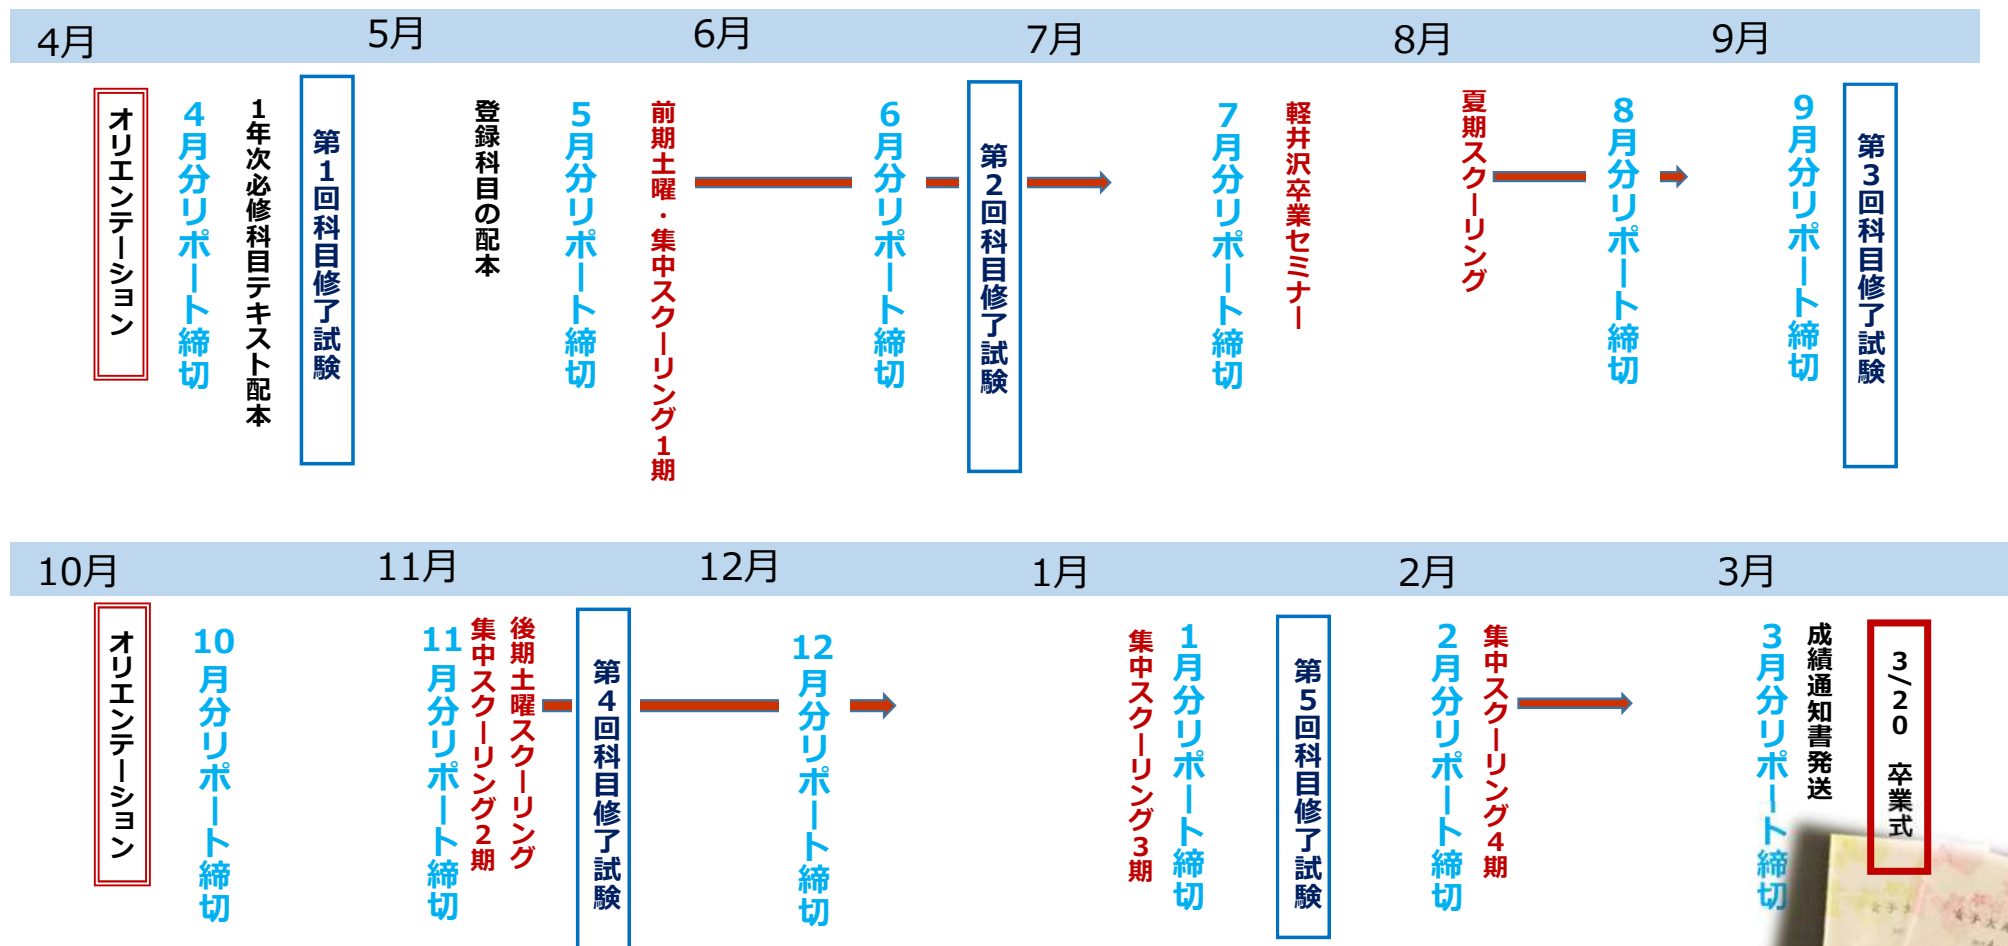 4月
5月
6月
7月
8月
9月
オリエンテーション
4月分リポート締切
1年次必修科目テキスト配本
第1回科目修了試験
登録科目の配本
5月分リポート締切
前期土曜・集中スクーリング1期
6月分リポート締切
第2回科目修了試験
7月分リポート締切
軽井沢卒業セミナー
夏期スクーリング
8月分リポート締切
9月分リポート締切
第3回科目修了試験
10月
11月
12月
1月
2月
3月
オリエンテーション
10月分リポート締切
11月分リポート締切
集中スクーリング2期
後期土曜スクーリング
第4回科目修了試験
12月分リポート締切
集中スクーリング3期
1月分リポート締切
第5回科目修了試験
2月分リポート締切
集中スクーリング4期
3月分リポート締切
成績通知書発送
3/20 卒業式